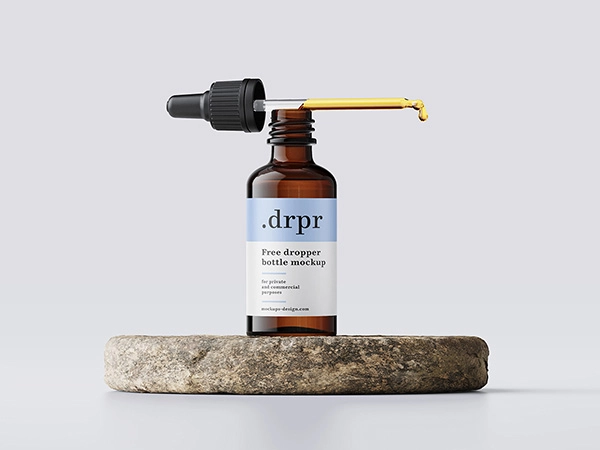 .drpr
Free dropper
bottle mockup
for private
and commercial
purposes
mockups-design.com